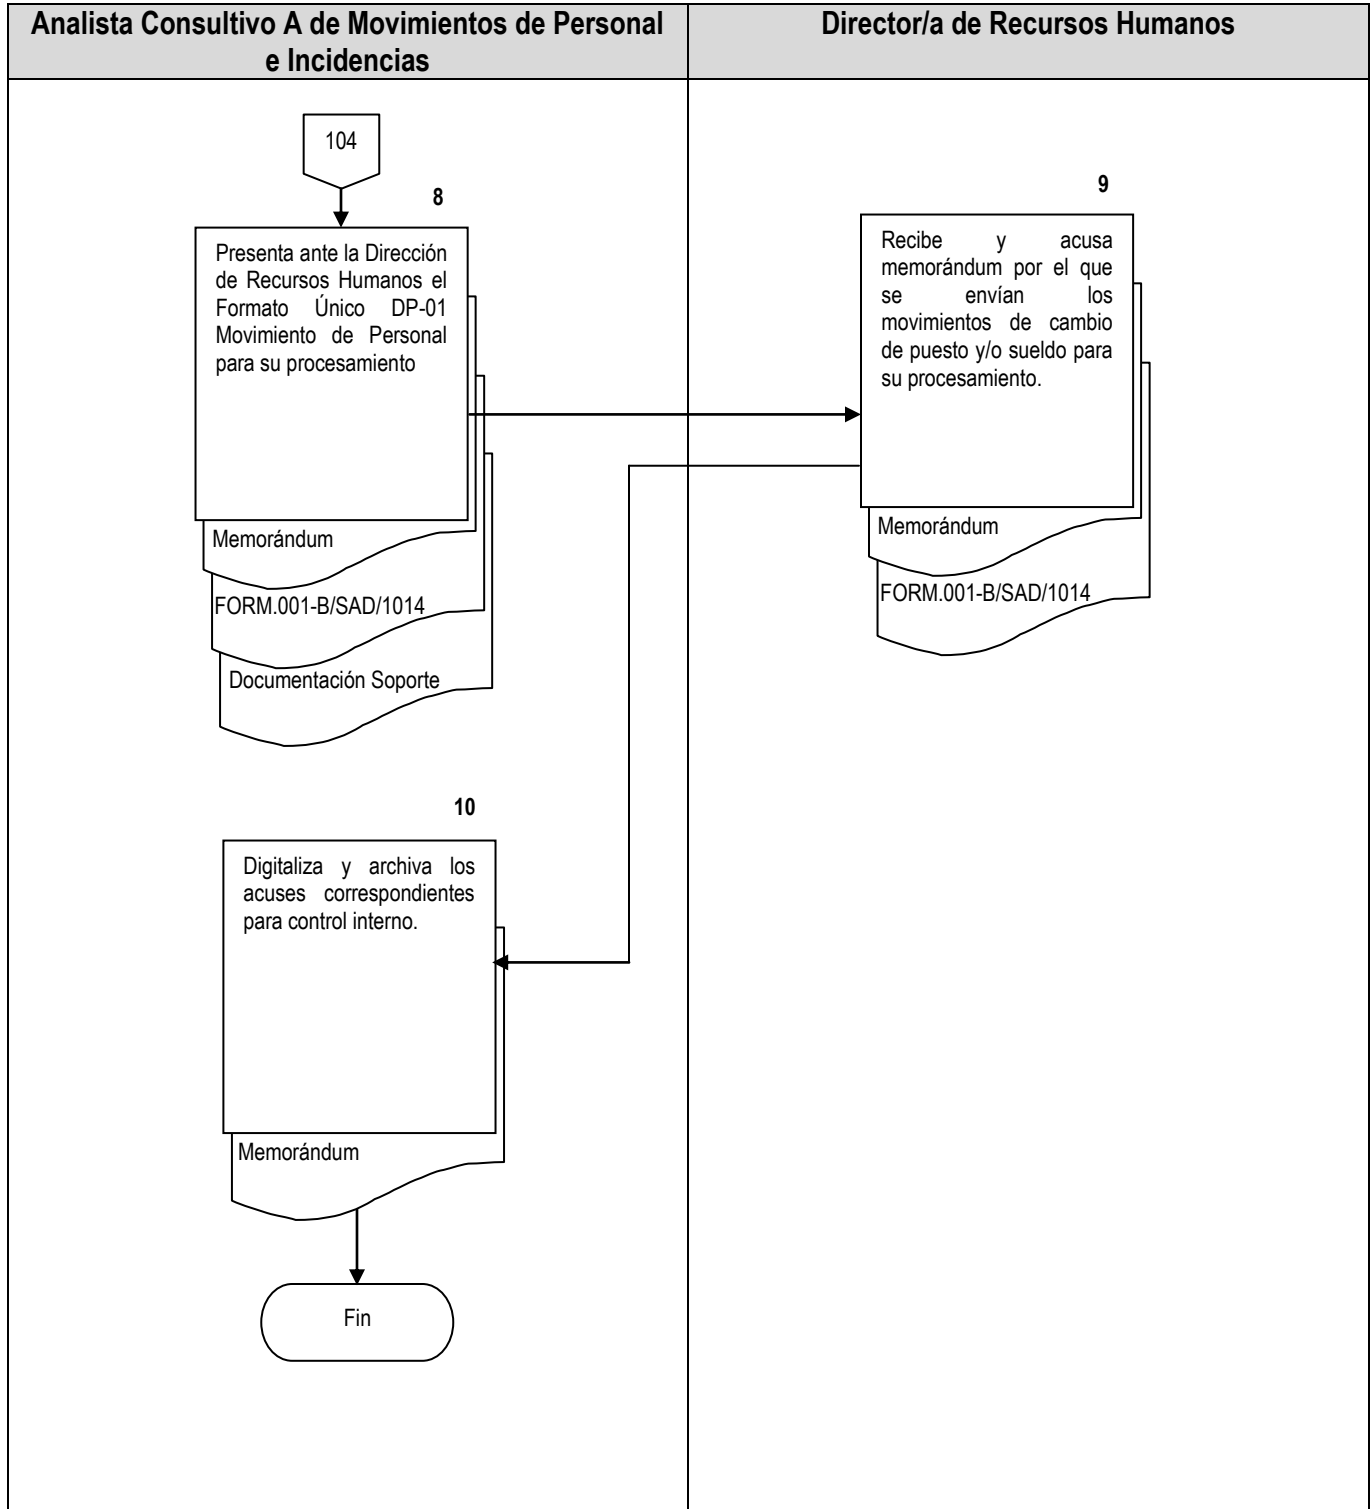 Analista Consultivo A de Movimientos de Personal
e Incidencias
Director/a de Recursos Humanos
104
8
Presenta ante la Dirección
de Recursos Humanos el
Formato Único DP-01
Movimiento de Personal
para su procesamiento
Memorándum
FORM.001-B/SAD/1014
Documentación Soporte
9
Recibe y acusa
memorándum por el que
se envían los
movimientos de cambio
de puesto y/o sueldo para
su procesamiento.
Memorándum
FORM.001-B/SAD/1014
10
Digitaliza y archiva los
acuses correspondientes
para control interno.
Memorándum
Fin